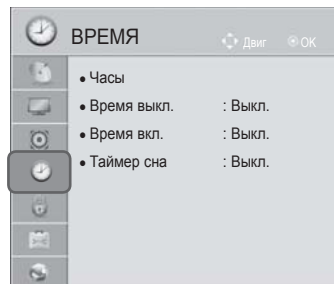 ВРЕМЯ Двиг OK
• Часы
• Время выкл. : Выкл.
• Время вкл. : Выкл.
• Таймер сна : Выкл.